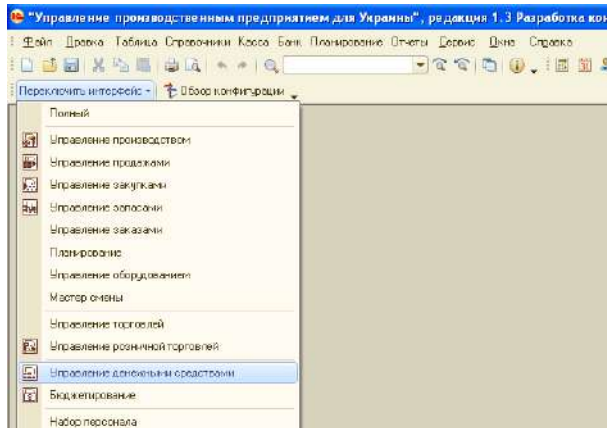 "Управление производственным предприятием для Украины", редакция 1.3 Разработка кон
Файл Правка Таблица Справочники Касса Банк Планирование Отчеты Сервис Окна Справка
Переключить интерфейс Обзор конфигурации
Полный
Управление производством
Управление продажами
Управление закупками
Управление запасами
Управление заказами
Планирование
Управление оборудованием
Мастер смены
Управление торговлей
Управление розничной торговлей
Управление денежными средствами
Бюджетирование
Набор персонала